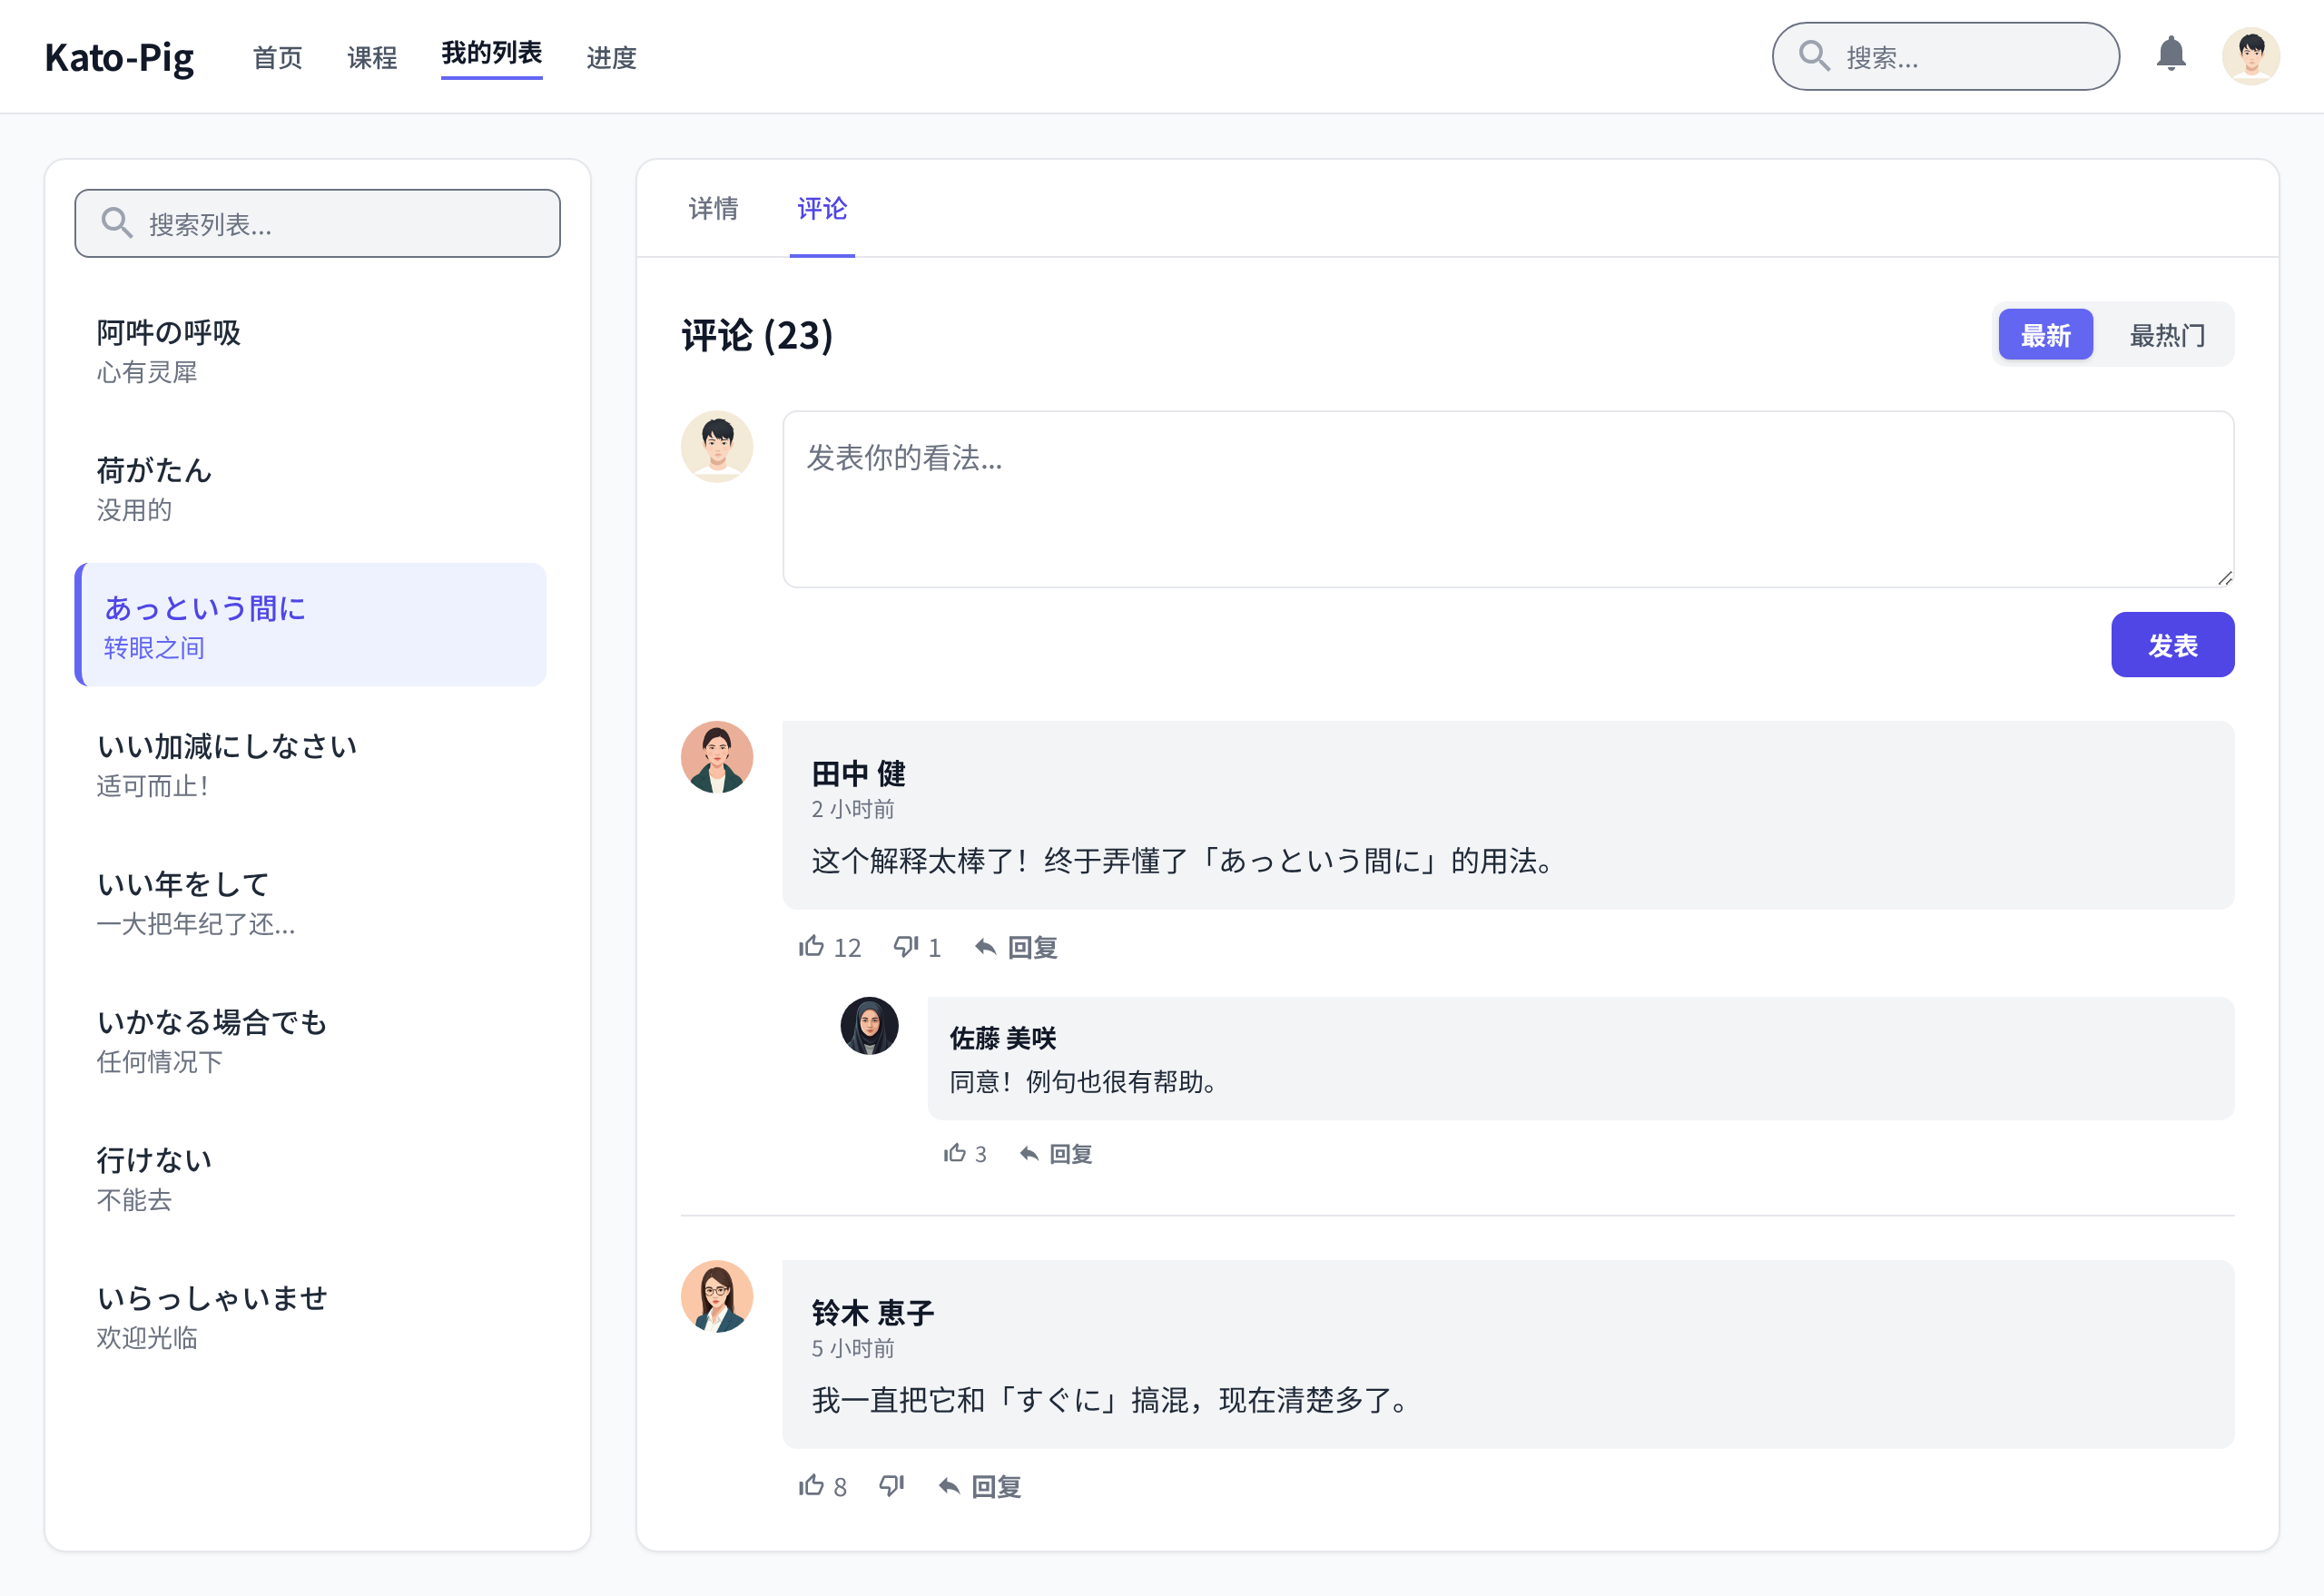 Kato-Pig
首页
课程
我的列表
进度
搜索...
搜索列表...
阿吽の呼吸
心有灵犀
荷がたん
没用的
あっという間に
转眼之间
いい加減にしなさい
适可而止！
いい年をして
一大把年纪了还...
いかなる場合でも
任何情况下
行けない
不能去
いらっしゃいませ
欢迎光临
详情
评论
评论 (23)
最新
最热门
发表你的看法...
发表
田中 健
2 小时前
这个解释太棒了！终于弄懂了「あっという間に」的用法。
12
1
回复
佐藤 美咲
同意！例句也很有帮助。
3
回复
铃木 恵子
5 小时前
我一直把它和「すぐに」搞混，现在清楚多了。
8
回复